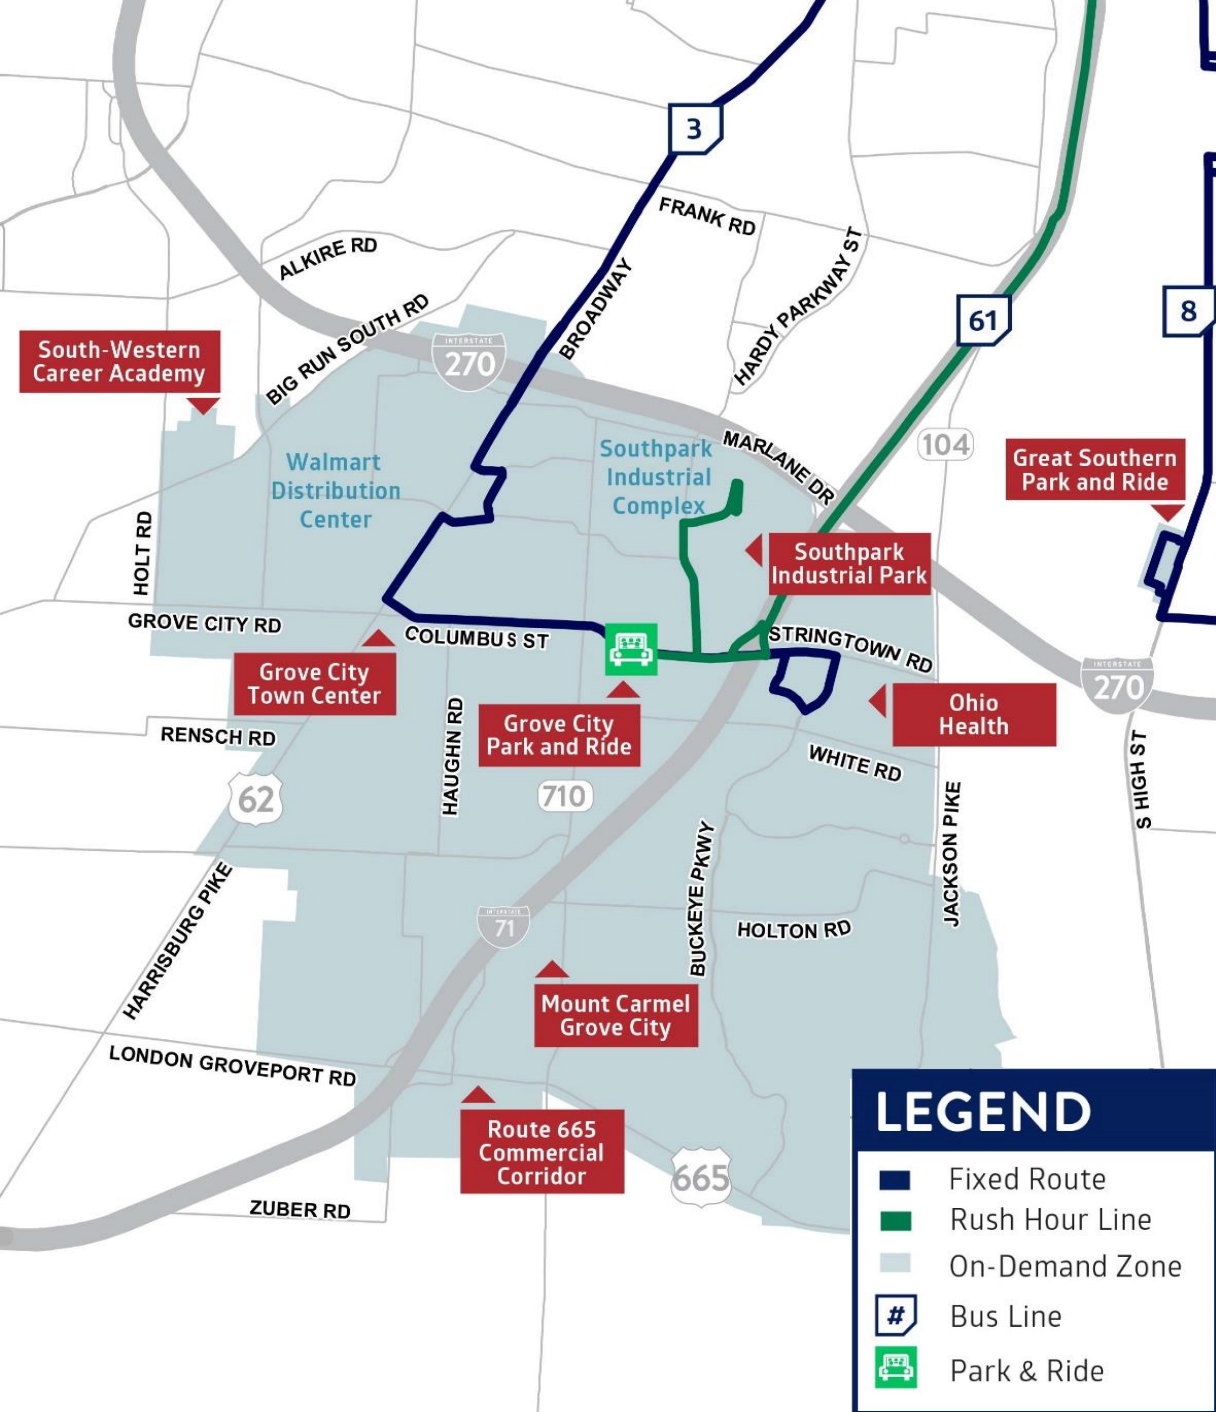 3
FRANK RD
ALKIRE RD
HARDY PARKWAY ST
BROADWAY
BIG RUN SOUTH RD
61
8
South-Western
Career Academy
INTERSTATE
270
MARLANE DR
104
Great Southern
Park and Ride
Walmart
Distribution
Center
Southpark
Industrial
Complex
HOLT RD
Southpark
Industrial Park
GROVE CITY RD
COLUMBUS ST
STRINGTOWN RD
Grove City
Town Center
INTERSTATE
270
Ohio
Health
Grove City
Park and Ride
RENSCH RD
HAUGHN RD
WHITE RD
S HIGH ST
62
710
JACKSON PIKE
BUCKEYE PKWY
HARRISBURG PIKE
INTERSTATE
71
HOLTON RD
Mount Carmel
Grove City
LONDON GROVEPORT RD
Route 665
Commercial
Corridor
665
ZUBER RD
LEGEND
Fixed Route
Rush Hour Line
On-Demand Zone
# Bus Line
Park & Ride